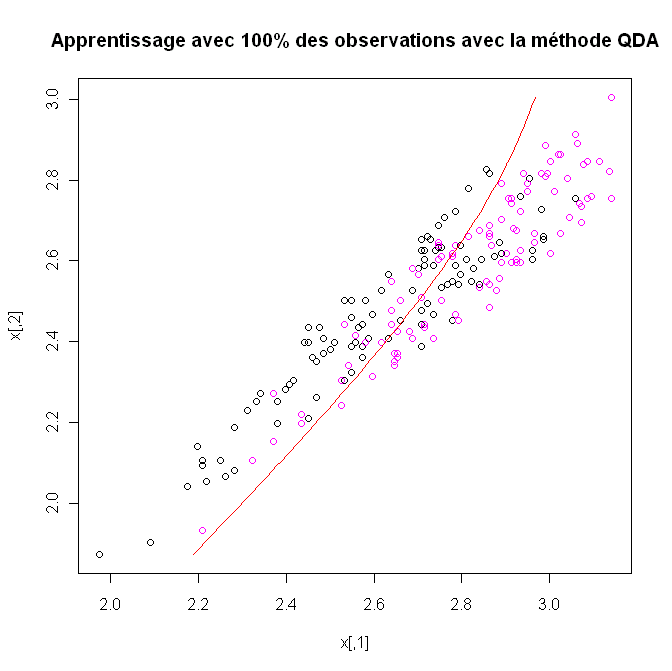 Apprentissage avec 100% des observations avec la méthode QDA
3.0
2.8
2.6
2.4
2.2
2.0
x[,2]
2.0 2.2 2.4 2.6 2.8 3.0
x[,1]